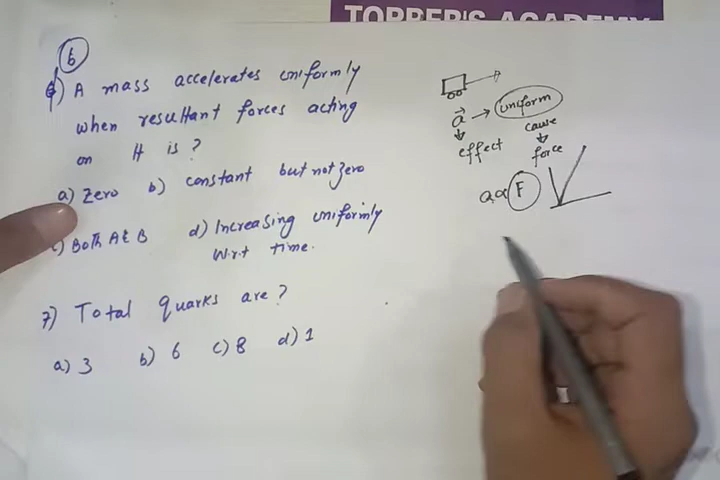 TOPPER'S ACADEMY
6
6) A mass accelerates uniformly
when resultant forces acting
on it is?
a) Zero b) constant but not zero
c) Both A & B d) Increasing uniformly
w.r.t time.
7) Total quarks are?
a) 3 b) 6 c) 8 d) 1
a → uniform
effect cause
force
a ∝ F